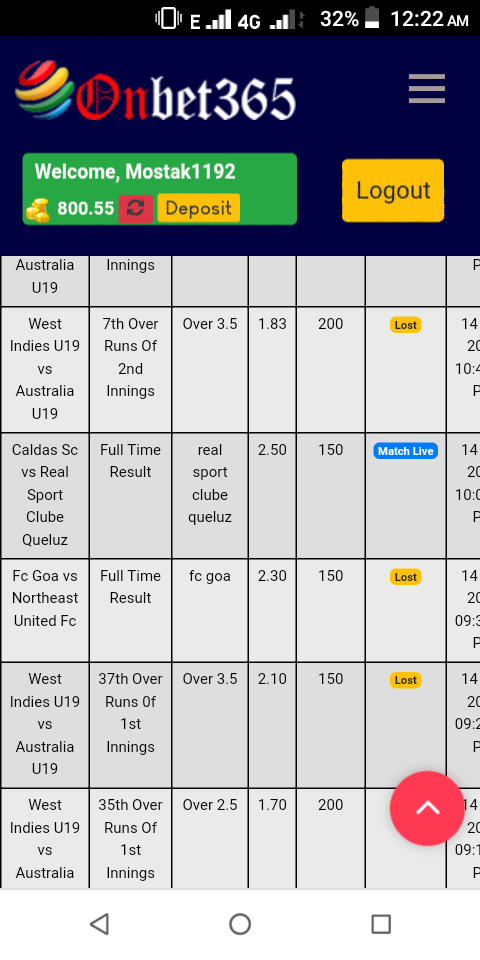 E 4G 32% 12:22 AM
Onbet365
Welcome, Mostak1192
800.55 Deposit
Logout
Australia
U19
Innings
P
West
Indies U19
vs
Australia
U19
7th Over
Runs Of
2nd
Innings
Over 3.5
1.83
200
Lost
14
20
10:4
P
Caldas Sc
vs Real
Sport
Clube
Queluz
Full Time
Result
real
sport
clube
queluz
2.50
150
Match Live
14
20
10:0
P
Fc Goa vs
Northeast
United Fc
Full Time
Result
fc goa
2.30
150
Lost
14
20
09:3
P
West
Indies U19
vs
Australia
U19
37th Over
Runs 0f
1st
Innings
Over 3.5
2.10
150
Lost
14
20
09:2
P
West
Indies U19
vs
Australia
35th Over
Runs Of
1st
Innings
Over 2.5
1.70
200
14
20
09:1
P